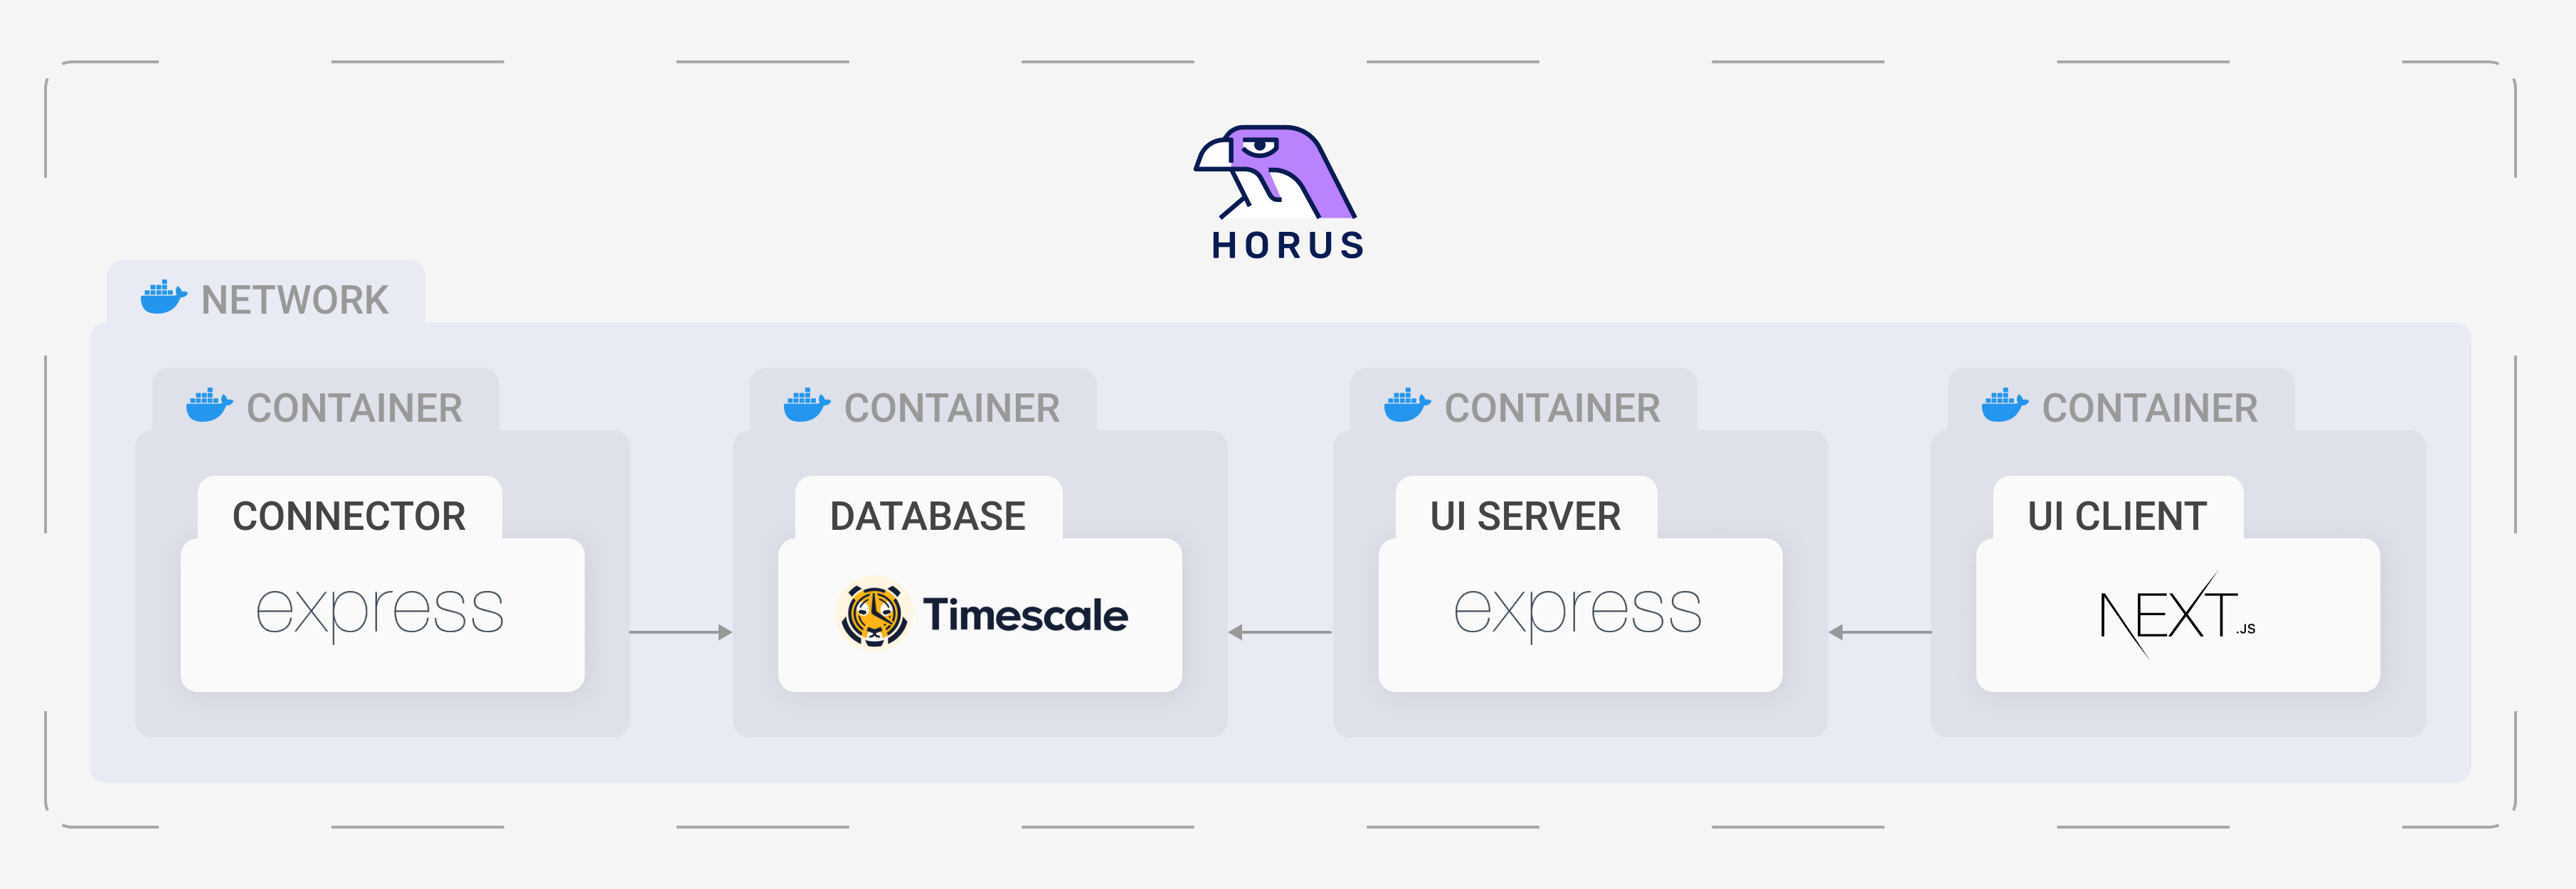 HORUS
NETWORK
CONTAINER
CONNECTOR
express
CONTAINER
DATABASE
Timescale
CONTAINER
UI SERVER
express
CONTAINER
UI CLIENT
NEXT.JS